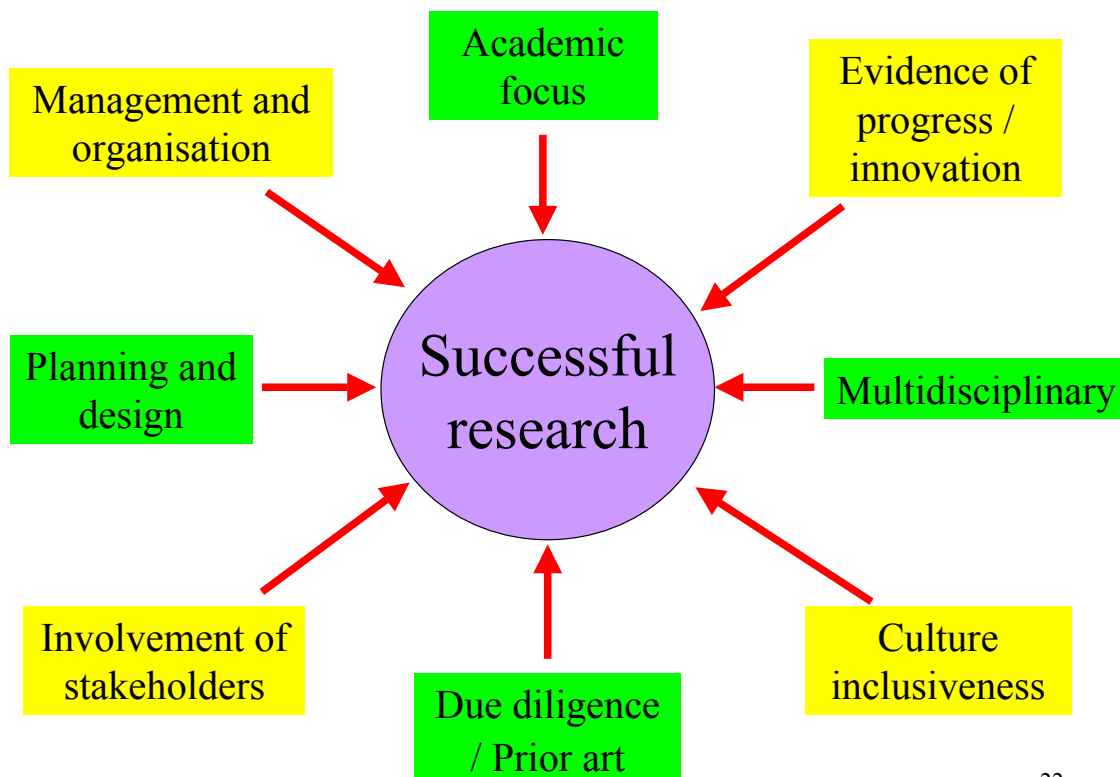 Academic
focus
Management and
organisation
Evidence of
progress /
innovation
Planning and
design
Successful
research
Multidisciplinary
Involvement of
stakeholders
Due diligence
/ Prior art
Culture
inclusiveness